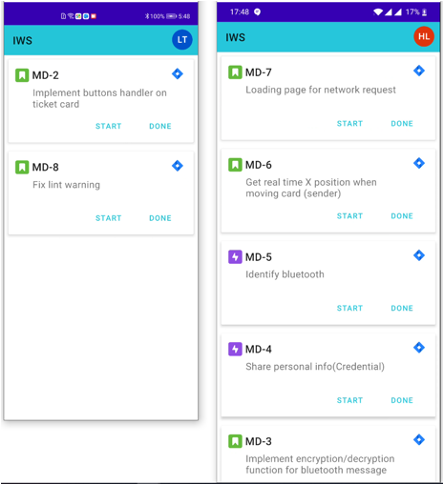 100% 5:48
IWS
LT
MD-2
Implement buttons handler on
ticket card
START DONE
MD-8
Fix lint warning
START DONE
17:48 17%
IWS
HL
MD-7
Loading page for network request
START DONE
MD-6
Get real time X position when
moving card (sender)
START DONE
MD-5
Identify bluetooth
START DONE
MD-4
Share personal info(Credential)
START DONE
MD-3
Implement encryption/decryption
function for bluetooth message